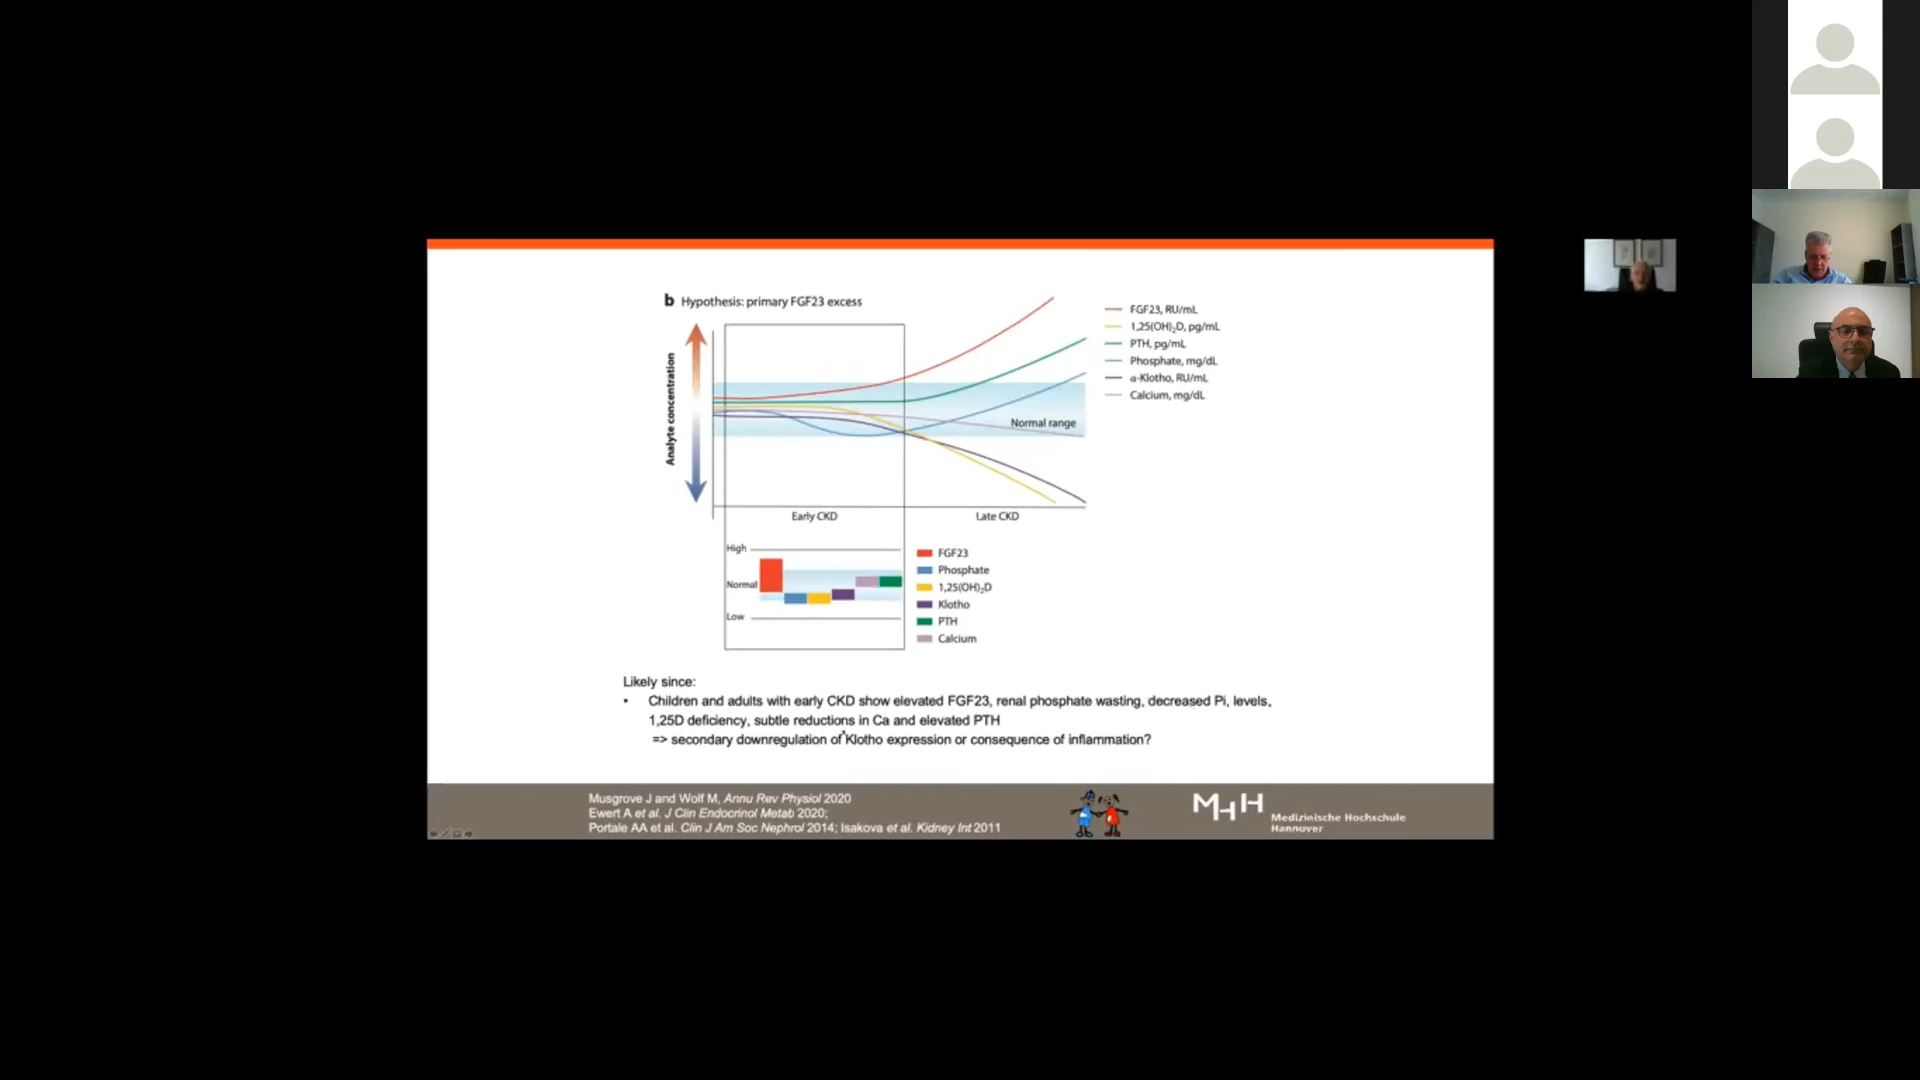 b Hypothesis: primary FGF23 excess
Analyte concentration
Normal range
Early CKD
Late CKD
FGF23, RU/mL
1,25(OH)₂D, pg/mL
PTH, pg/mL
Phosphate, mg/dL
α-Klotho, RU/mL
Calcium, mg/dL
High
Normal
Low
FGF23
Phosphate
1,25(OH)₂D
Klotho
PTH
Calcium
Likely since:
• Children and adults with early CKD show elevated FGF23, renal phosphate wasting, decreased Pi, levels,
1,25D deficiency, subtle reductions in Ca and elevated PTH
=> secondary downregulation of Klotho expression or consequence of inflammation?
Musgrove J and Wolf M, Annu Rev Physiol 2020
Ewert A et al. J Clin Endocrinol Metab 2020;
Portale AA et al. Clin J Am Soc Nephrol 2014; Isakova et al. Kidney Int 2011
MHH
Medizinische Hochschule
Hannover